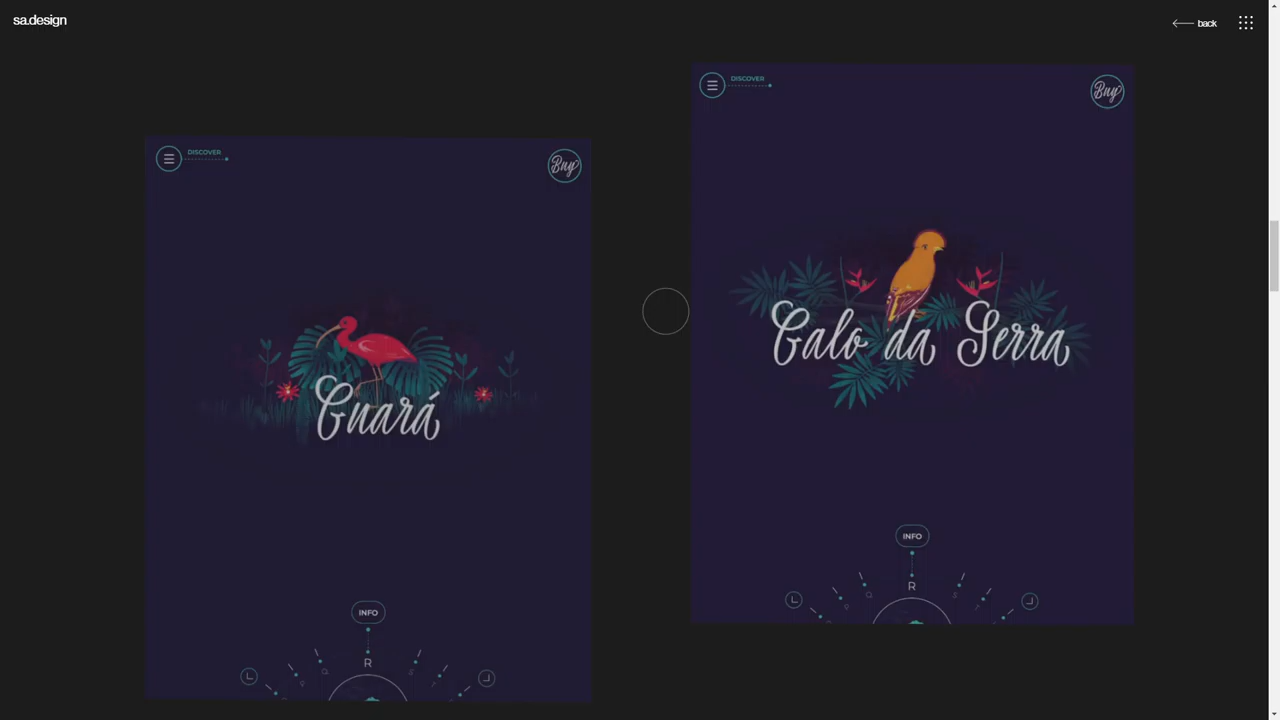 sa.design
back
DISCOVER
Buy
Guará
INFO
R
DISCOVER
Buy
Galo da Serra
INFO
R